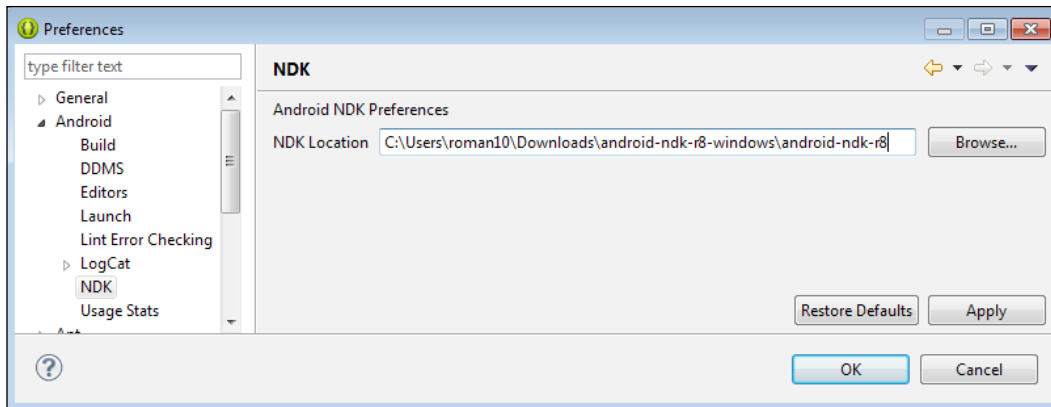 Preferences
type filter text
General
Android
Build
DDMS
Editors
Launch
Lint Error Checking
LogCat
NDK
Usage Stats
NDK
Android NDK Preferences
NDK Location C:\Users\roman10\Downloads\android-ndk-r8-windows\android-ndk-r8 Browse...
Restore Defaults Apply
? OK Cancel